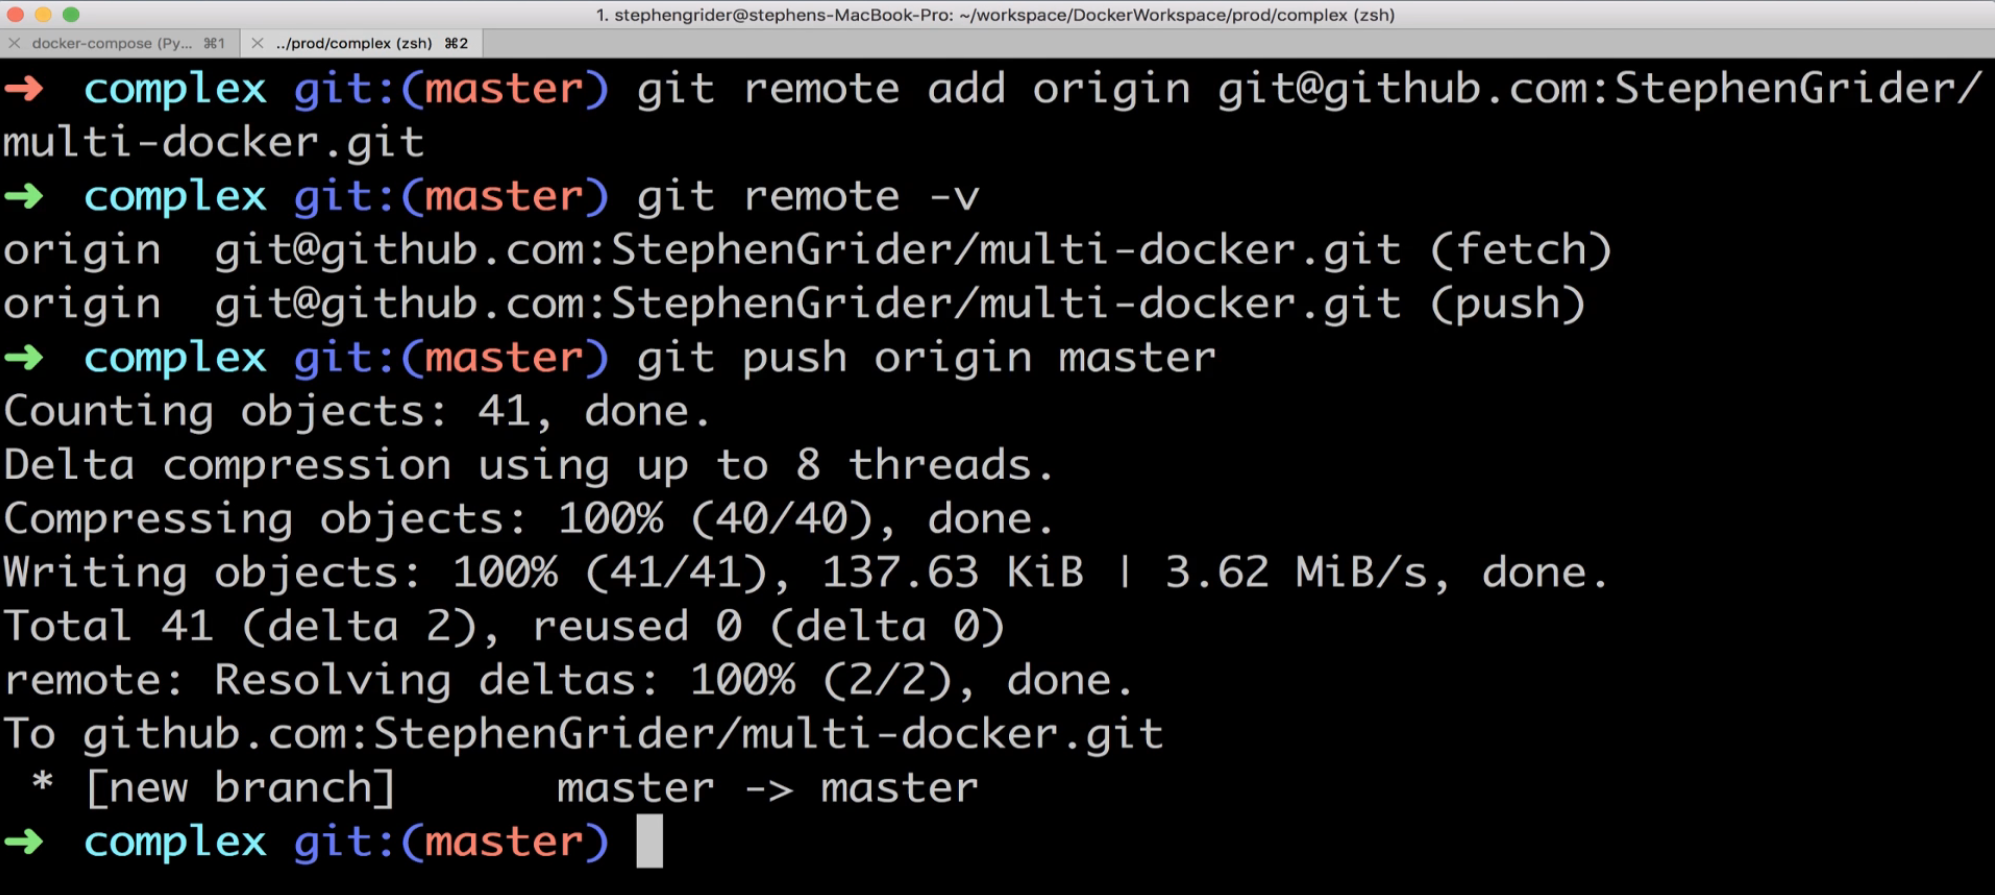 1. stephengrider@stephens-MacBook-Pro: ~/workspace/DockerWorkspace/prod/complex (zsh)
× docker-compose (Py... ⌘1 × ../prod/complex (zsh) ⌘2
➜ complex git:(master) git remote add origin git@github.com:StephenGrider/
multi-docker.git
➜ complex git:(master) git remote -v
origin git@github.com:StephenGrider/multi-docker.git (fetch)
origin git@github.com:StephenGrider/multi-docker.git (push)
➜ complex git:(master) git push origin master
Counting objects: 41, done.
Delta compression using up to 8 threads.
Compressing objects: 100% (40/40), done.
Writing objects: 100% (41/41), 137.63 KiB | 3.62 MiB/s, done.
Total 41 (delta 2), reused 0 (delta 0)
remote: Resolving deltas: 100% (2/2), done.
To github.com:StephenGrider/multi-docker.git
 * [new branch]      master -> master
➜ complex git:(master)